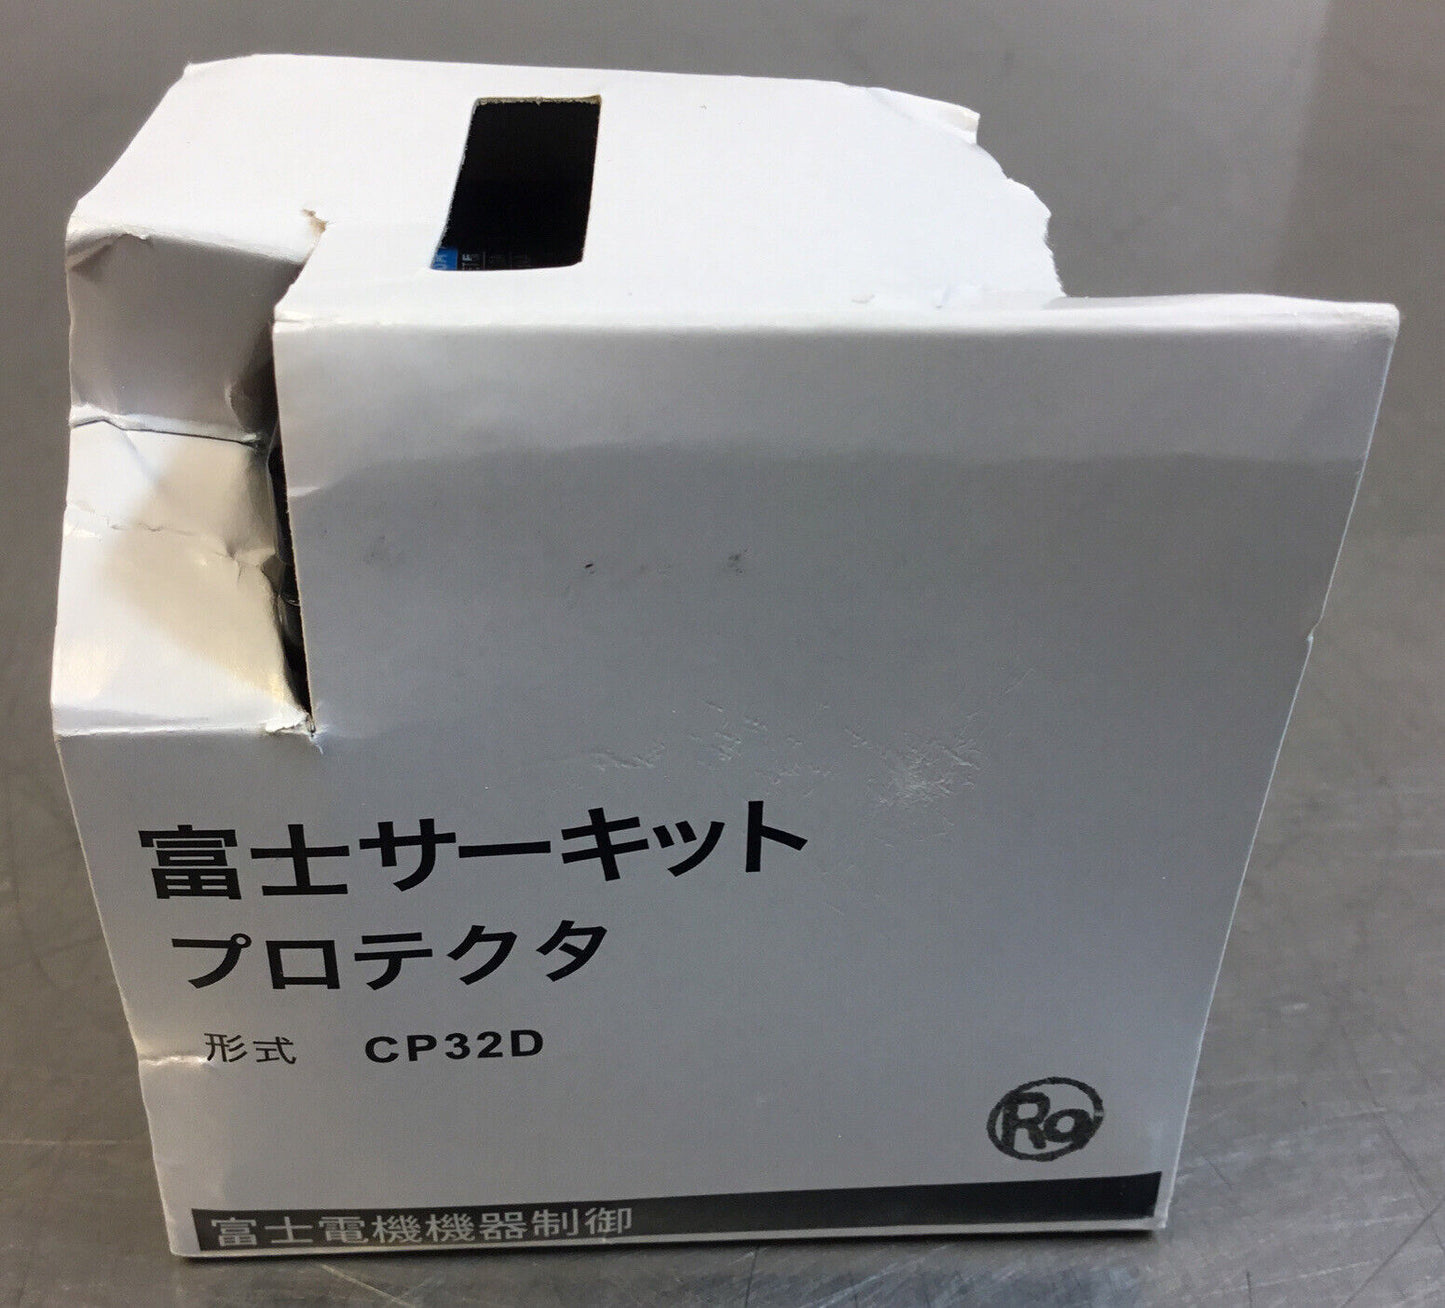 富士サーキット
プロテクタ
形式 CP32D
Ro
富士電機機器制御